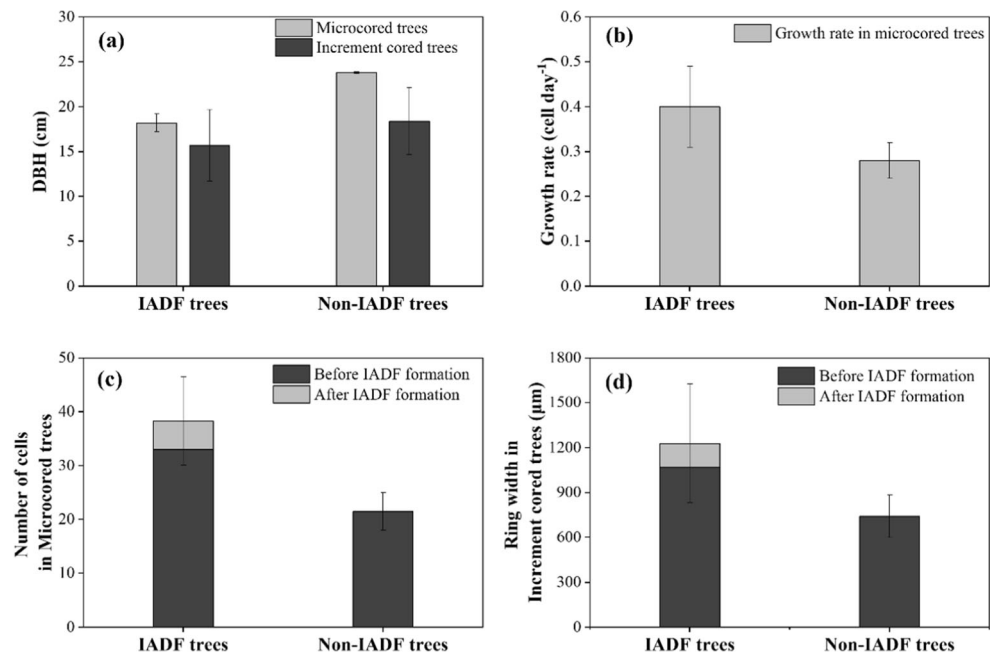 (a)
Microcored trees
Increment cored trees
30
25
20
15
10
5
0
DBH (cm)
IADF trees
Non-IADF trees
(b)
Growth rate in microcored trees
0.6
0.5
0.4
0.3
0.2
0.1
0.0
Growth rate (cell day⁻¹)
IADF trees
Non-IADF trees
(c)
Before IADF formation
After IADF formation
50
40
30
20
10
0
Number of cells
in Microcored trees
IADF trees
Non-IADF trees
(d)
Before IADF formation
After IADF formation
1800
1500
1200
900
600
300
0
Ring width in
Increment cored trees (μm)
IADF trees
Non-IADF trees